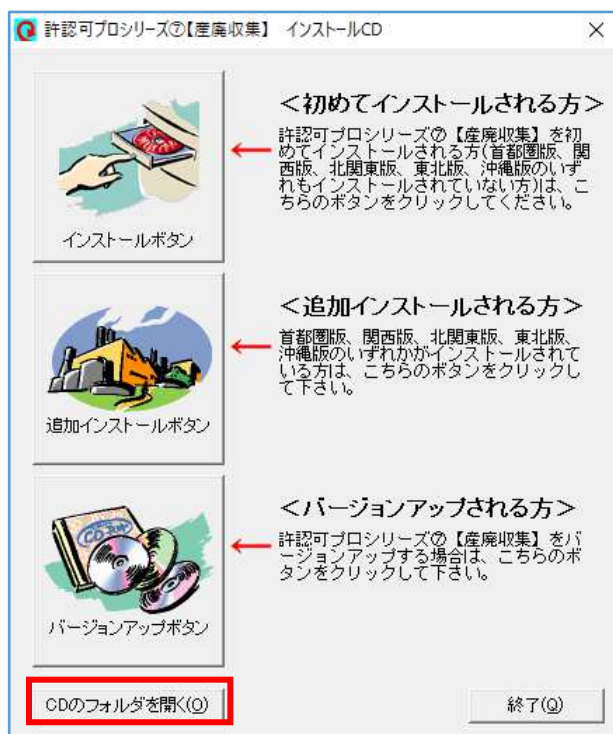 許認可プロシリーズ⑦【産廃収集】 インストールCD
＜初めてインストールされる方＞
許認可プロシリーズ⑦【産廃収集】を初
めてインストールされる方(首都圏版、関
西版、北関東版、東北版、沖縄版のいず
れもインストールされていない方)は、こ
ちらのボタンをクリックしてください。
インストールボタン
＜追加インストールされる方＞
首都圏版、関西版、北関東版、東北版、
沖縄版のいずれかがインストールされて
いる方は、こちらのボタンをクリックし
て下さい。
追加インストールボタン
＜バージョンアップされる方＞
許認可プロシリーズ⑦【産廃収集】をバ
ージョンアップする場合は、こちらのボ
タンをクリックして下さい。
バージョンアップボタン
CDのフォルダを開く(O)
終了(Q)